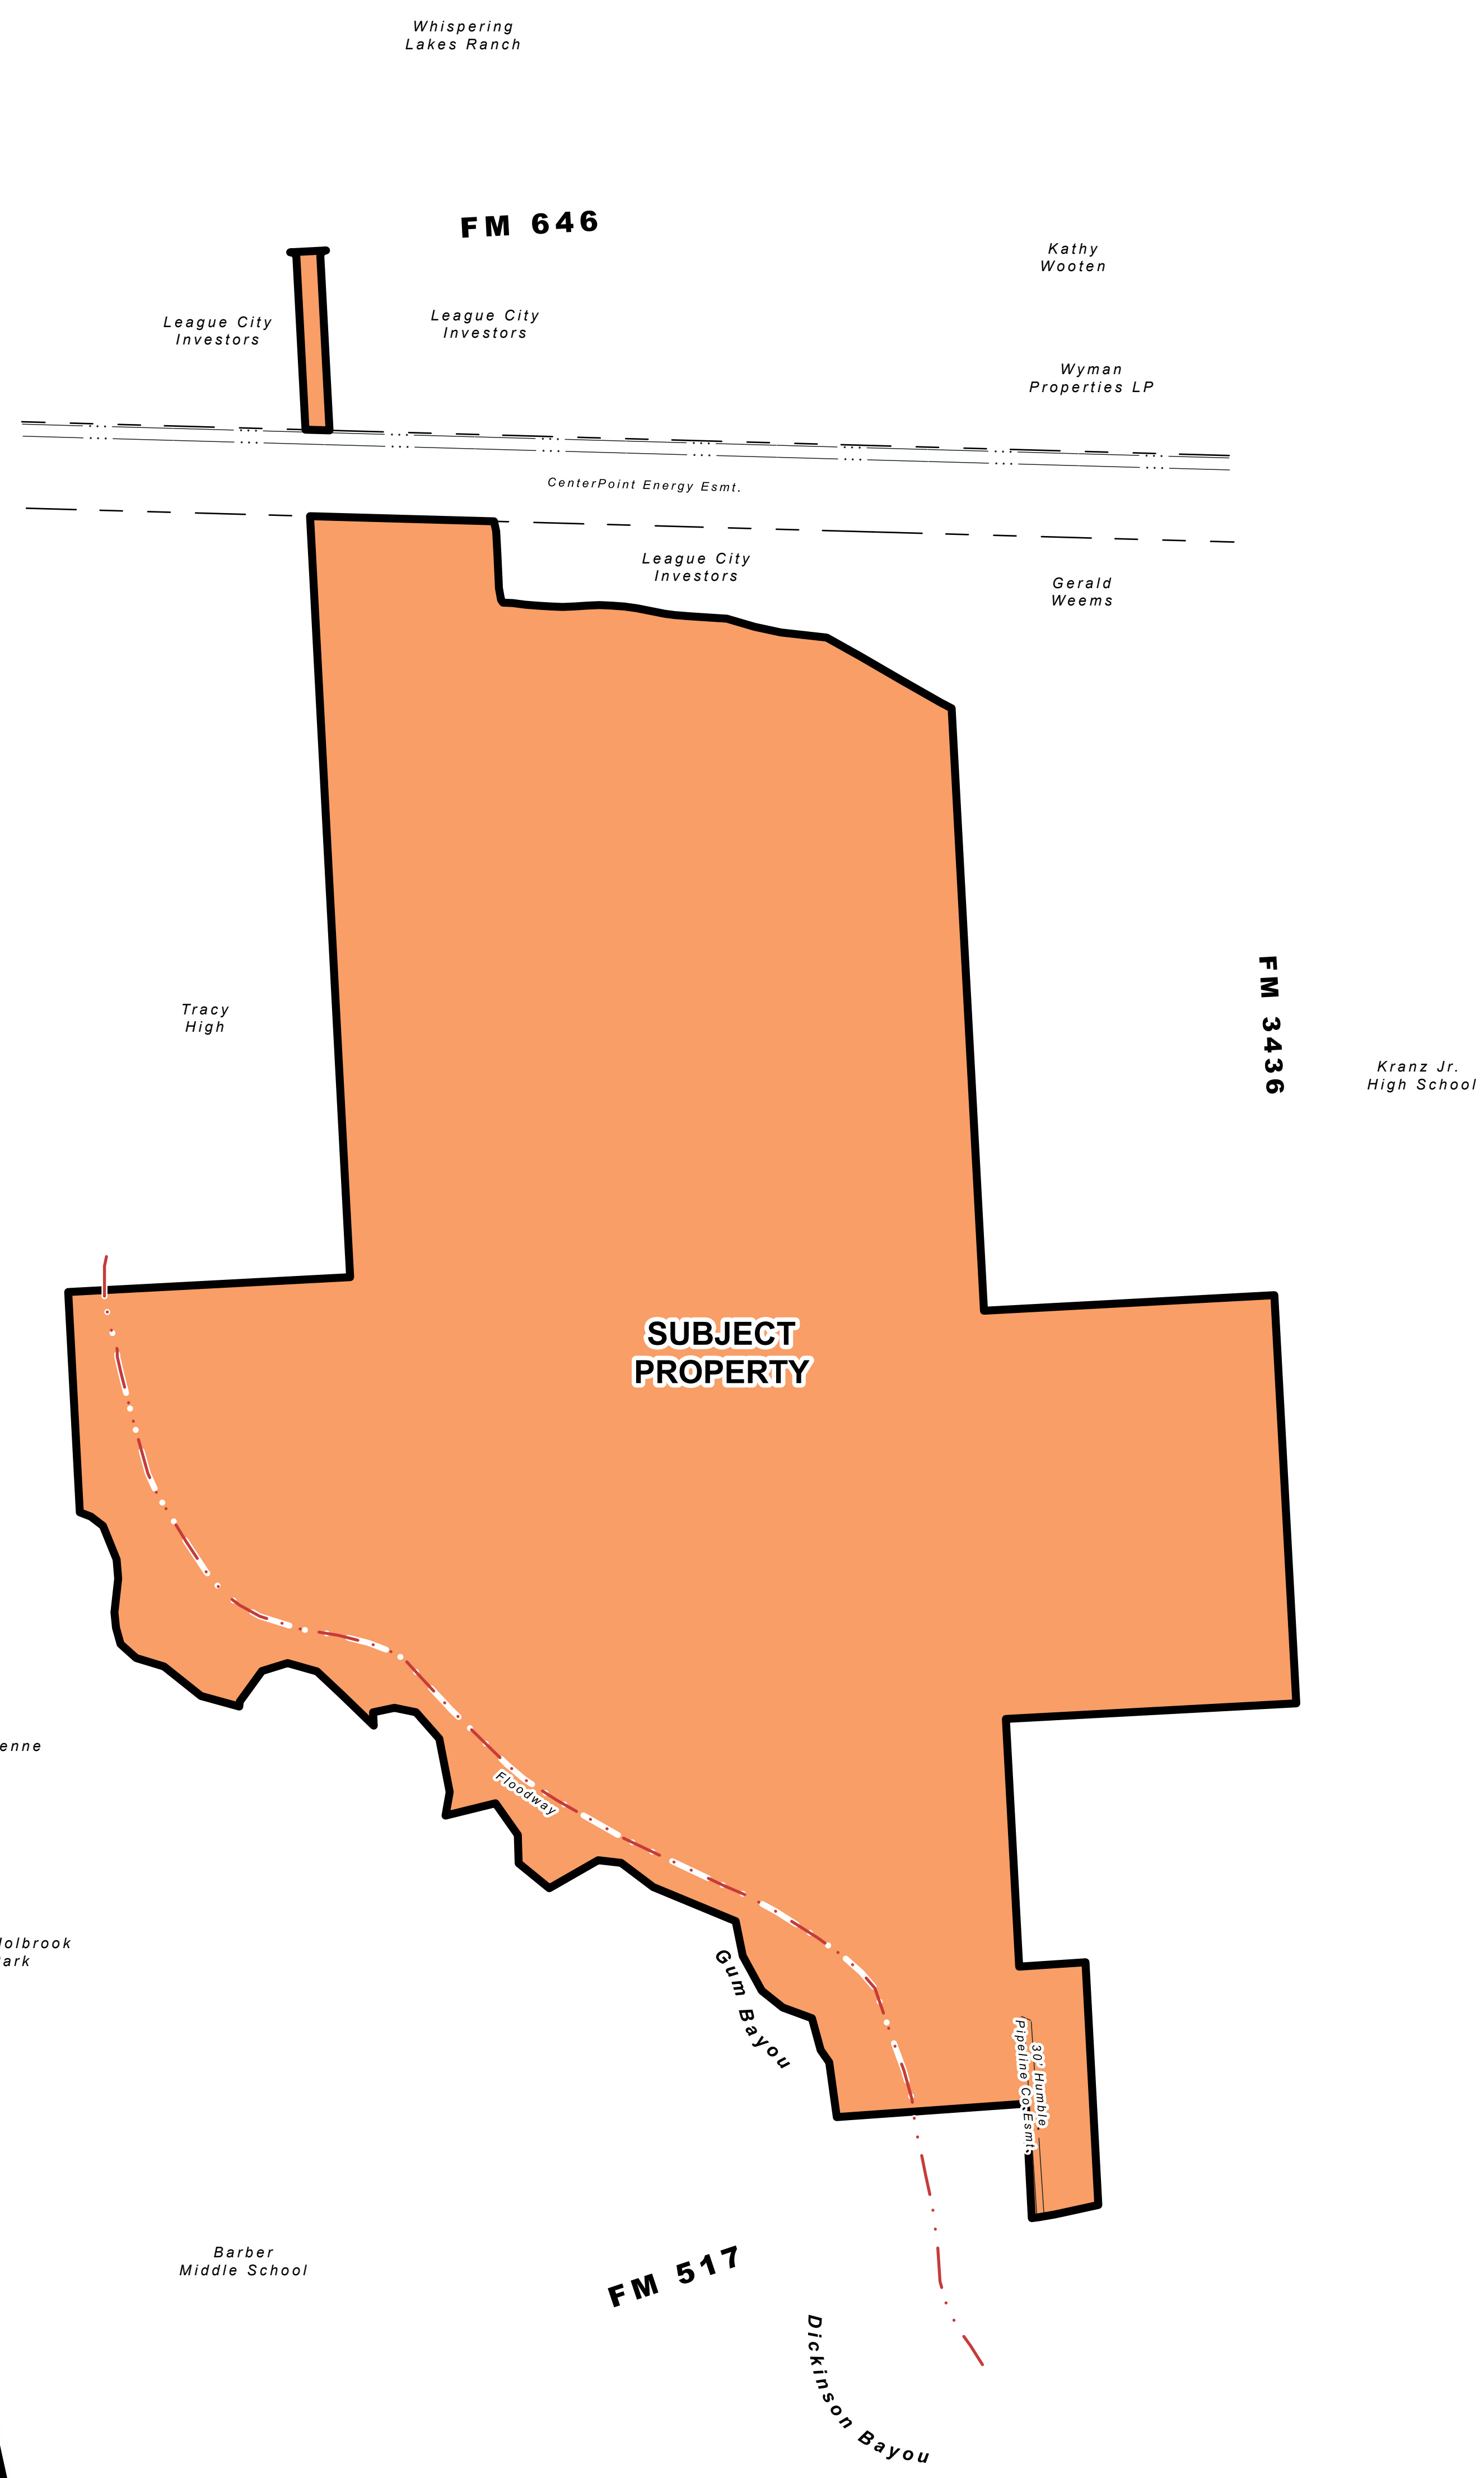 Whispering
Lakes Ranch
FM 646
Kathy
Wooten
League City
Investors
League City
Investors
Wyman
Properties LP
CenterPoint Energy Esmt.
League City
Investors
Gerald
Weems
FM 3436
Tracy
High
Kranz Jr.
High School
SUBJECT
PROPERTY
enne
Floodway
olbrook
ark
Gum Bayou
30' Humble
Pipeline Co. Esmt.
Barber
Middle School
FM 517
Dickinson Bayou